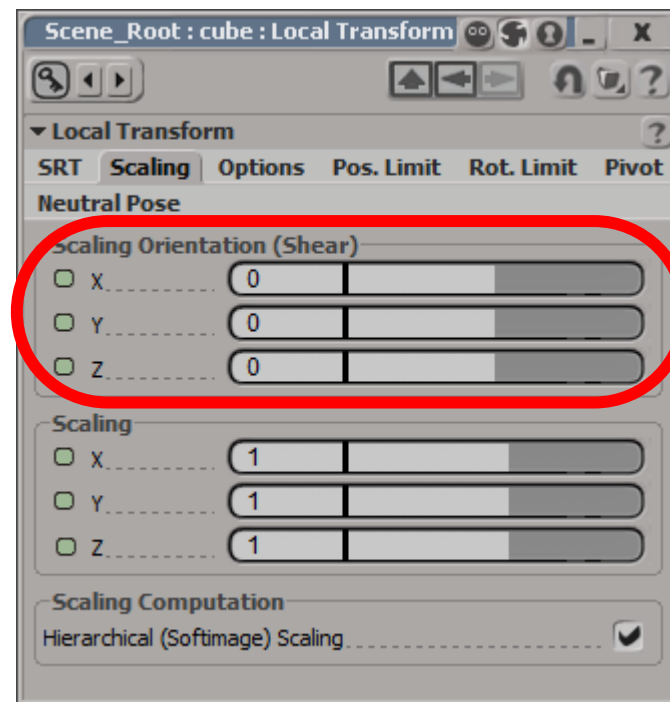 Scene_Root : cube : Local Transform
Local Transform
SRT Scaling Options Pos. Limit Rot. Limit Pivot
Neutral Pose
Scaling Orientation (Shear)
X 0
Y 0
Z 0
Scaling
X 1
Y 1
Z 1
Scaling Computation
Hierarchical (Softimage) Scaling